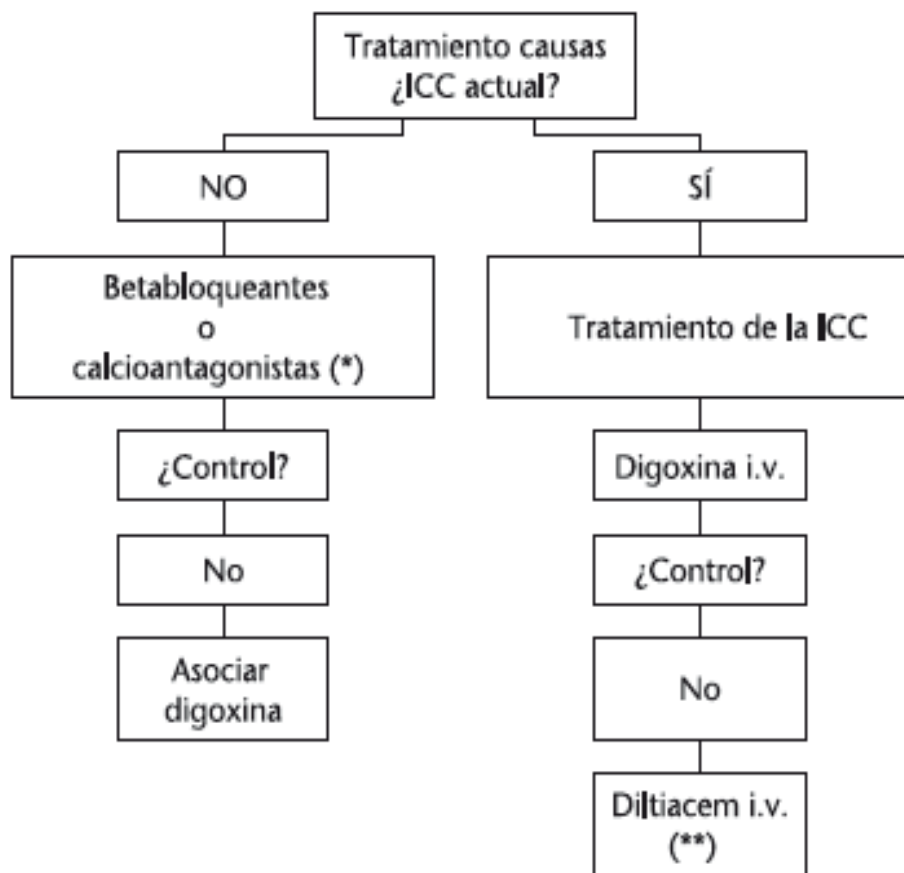 Tratamiento causas
¿ICC actual?
NO
SÍ
Betabloqueantes
o
calcioantagonistas (*)
Tratamiento de la ICC
¿Control?
Digoxina i.v.
No
¿Control?
Asociar
digoxina
No
Diltiacem i.v.
(**)